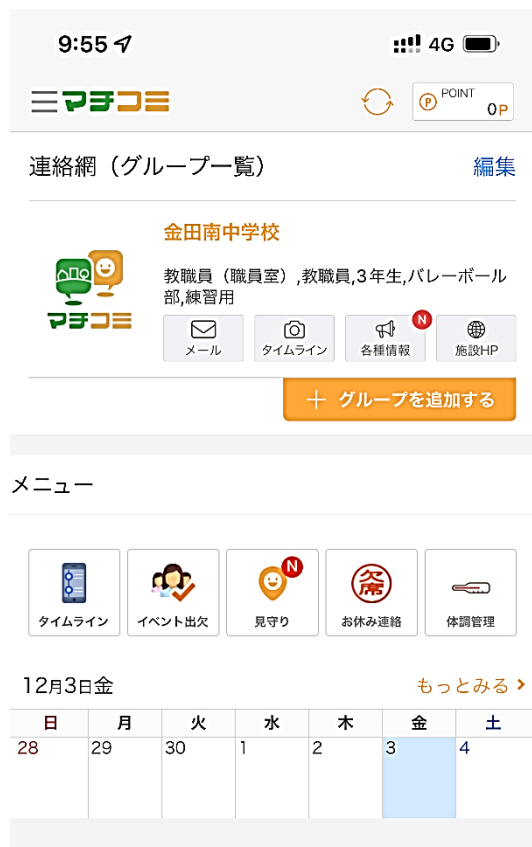 9:55
4G
マチコミ
POINT
0P
連絡網（グループ一覧）
編集
金田南中学校
教職員（職員室）,教職員,3年生,バレーボール
部,練習用
マチコミ
メール
タイムライン
N
各種情報
施設HP
＋ グループを追加する
メニュー
タイムライン
イベント出欠
N
見守り
欠席
お休み連絡
体調管理
12月3日金
もっとみる
日 月 火 水 木 金 土
28 29 30 1 2 3 4